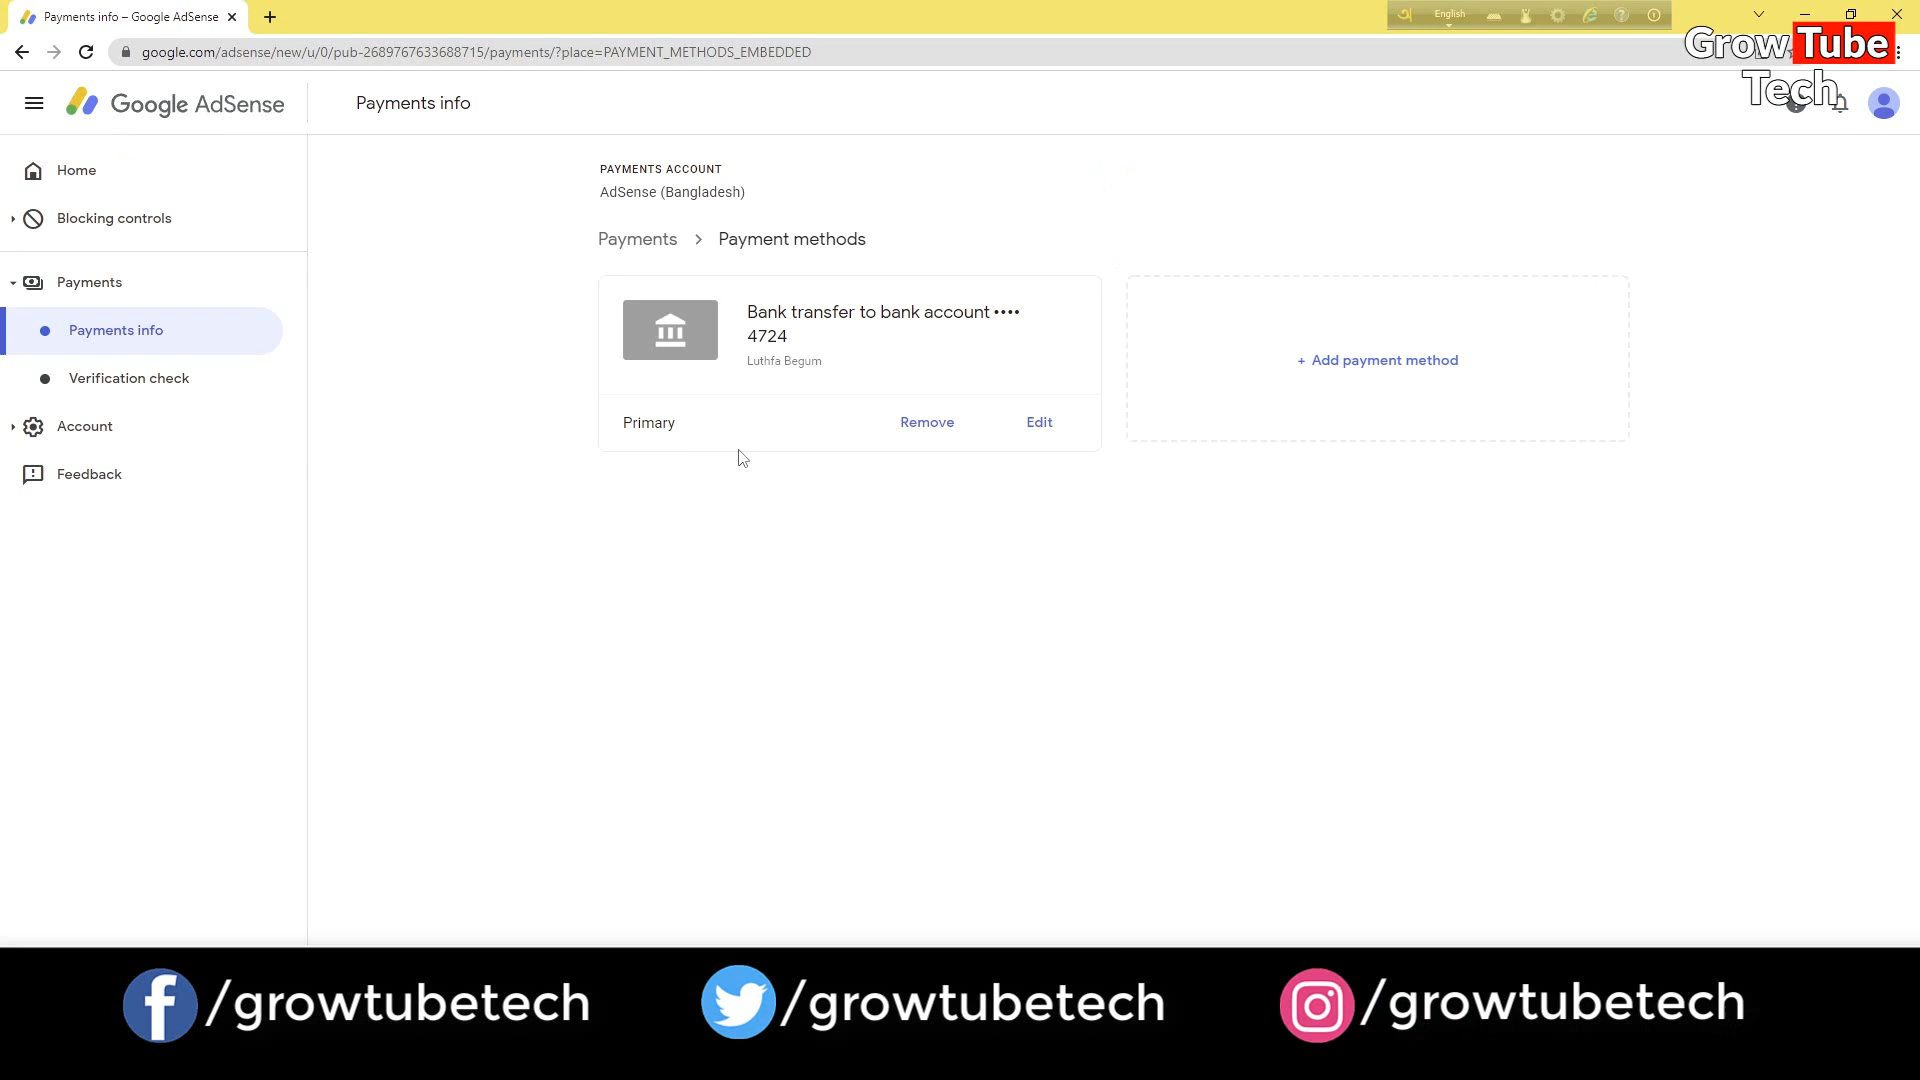 Payments info – Google AdSense
English
google.com/adsense/new/u/0/pub-2689767633688715/payments/?place=PAYMENT_METHODS_EMBEDDED
Grow Tube
Tech
Google AdSense
Payments info
Home
Blocking controls
Payments
Payments info
Verification check
Account
Feedback
PAYMENTS ACCOUNT
AdSense (Bangladesh)
Payments > Payment methods
Bank transfer to bank account ••••
4724
Luthfa Begum
Primary
Remove
Edit
+ Add payment method
/growtubetech
/growtubetech
/growtubetech